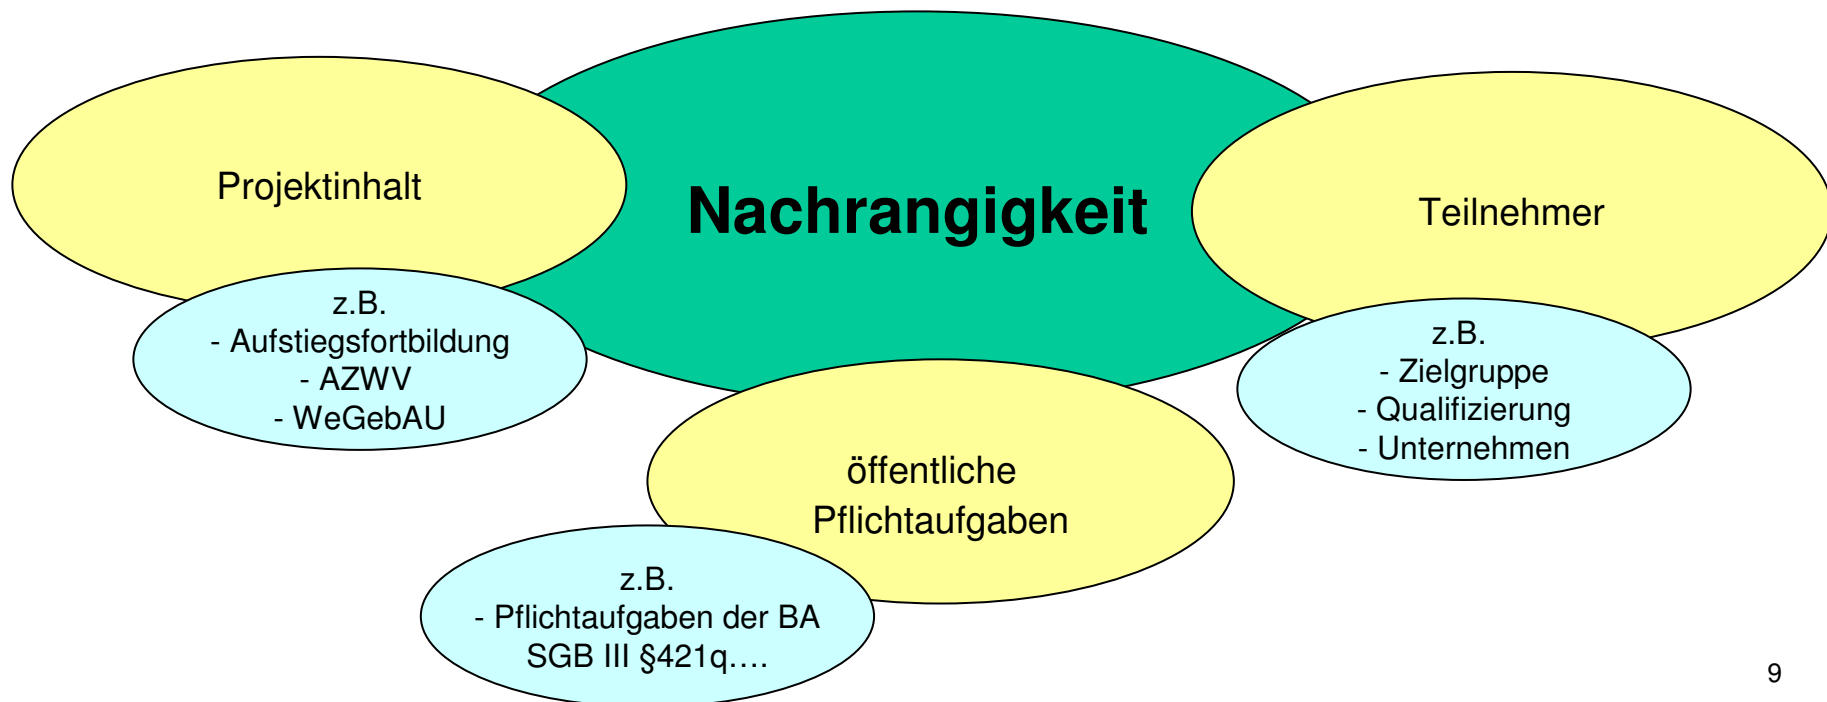 Nachrangigkeit
Projektinhalt
z.B.
- Aufstiegsfortbildung
- AZWV
- WeGebAU
öffentliche
Pflichtaufgaben
z.B.
- Pflichtaufgaben der BA
SGB III §421q….
Teilnehmer
z.B.
- Zielgruppe
- Qualifizierung
- Unternehmen
9